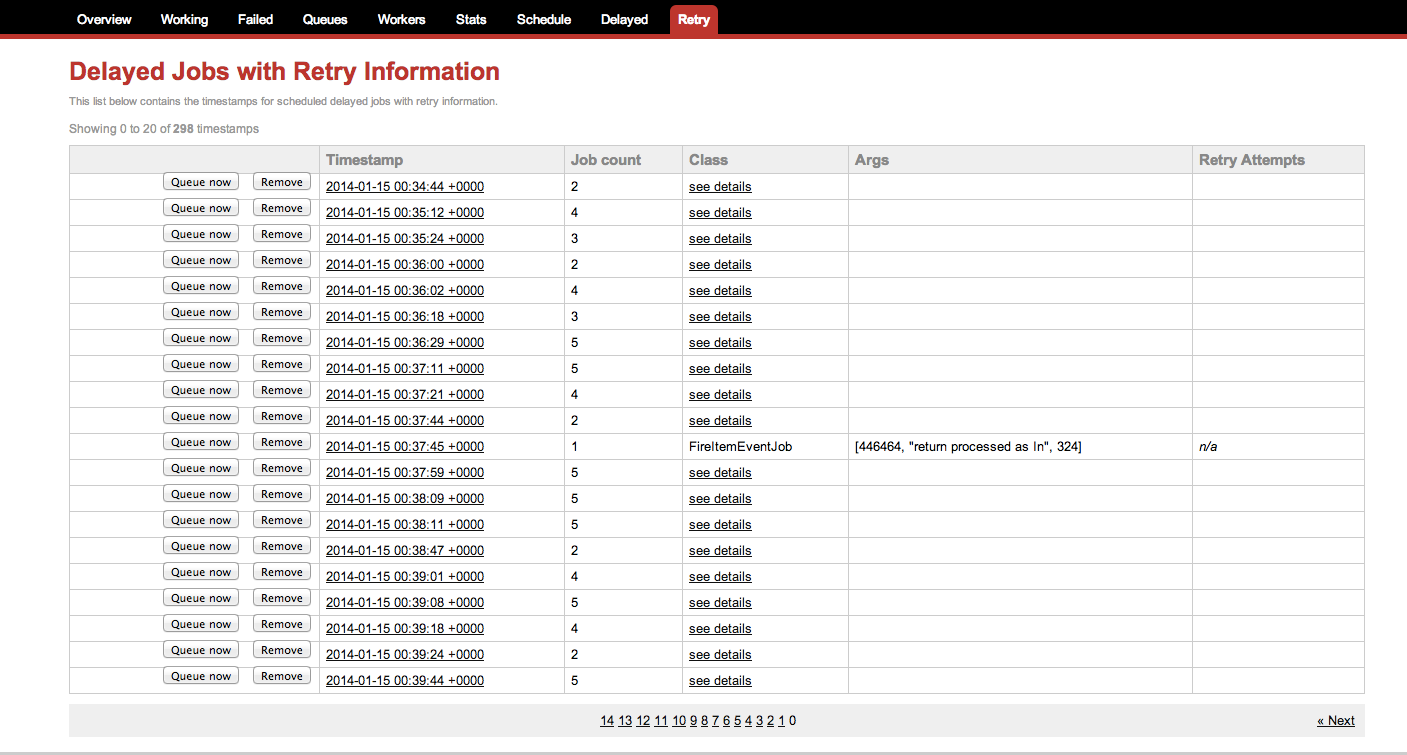 Overview Working Failed Queues Workers Stats Schedule Delayed Retry
Delayed Jobs with Retry Information
This list below contains the timestamps for scheduled delayed jobs with retry information.
Showing 0 to 20 of 298 timestamps
Timestamp Job count Class Args Retry Attempts
Queue now Remove 2014-01-15 00:34:44 +0000 2 see details
Queue now Remove 2014-01-15 00:35:12 +0000 4 see details
Queue now Remove 2014-01-15 00:35:24 +0000 3 see details
Queue now Remove 2014-01-15 00:36:00 +0000 2 see details
Queue now Remove 2014-01-15 00:36:02 +0000 4 see details
Queue now Remove 2014-01-15 00:36:18 +0000 3 see details
Queue now Remove 2014-01-15 00:36:29 +0000 5 see details
Queue now Remove 2014-01-15 00:37:11 +0000 5 see details
Queue now Remove 2014-01-15 00:37:21 +0000 4 see details
Queue now Remove 2014-01-15 00:37:44 +0000 2 see details
Queue now Remove 2014-01-15 00:37:45 +0000 1 FireItemEventJob [446464, "return processed as In", 324] n/a
Queue now Remove 2014-01-15 00:37:59 +0000 5 see details
Queue now Remove 2014-01-15 00:38:09 +0000 5 see details
Queue now Remove 2014-01-15 00:38:11 +0000 5 see details
Queue now Remove 2014-01-15 00:38:47 +0000 2 see details
Queue now Remove 2014-01-15 00:39:01 +0000 4 see details
Queue now Remove 2014-01-15 00:39:08 +0000 5 see details
Queue now Remove 2014-01-15 00:39:18 +0000 4 see details
Queue now Remove 2014-01-15 00:39:24 +0000 2 see details
Queue now Remove 2014-01-15 00:39:44 +0000 5 see details
14 13 12 11 10 9 8 7 6 5 4 3 2 1 0 « Next